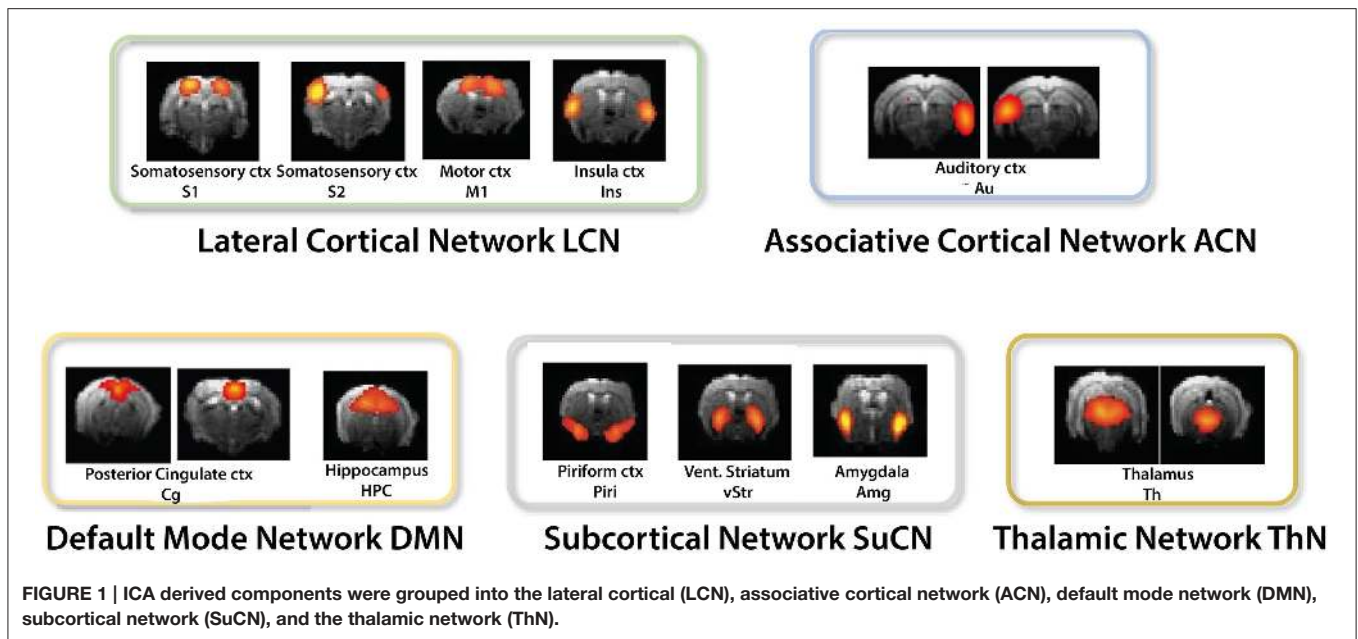 Somatosensory ctx Somatosensory ctx Motor ctx Insula ctx
S1 S2 M1 Ins
Lateral Cortical Network LCN
Auditory ctx
Au
Associative Cortical Network ACN
Posterior Cingulate ctx Hippocampus
Cg HPC
Default Mode Network DMN
Piriform ctx Vent. Striatum Amygdala
Piri vStr Amg
Subcortical Network SuCN
Thalamus
Th
Thalamic Network ThN
FIGURE 1 | ICA derived components were grouped into the lateral cortical (LCN), associative cortical network (ACN), default mode network (DMN),
subcortical network (SuCN), and the thalamic network (ThN).